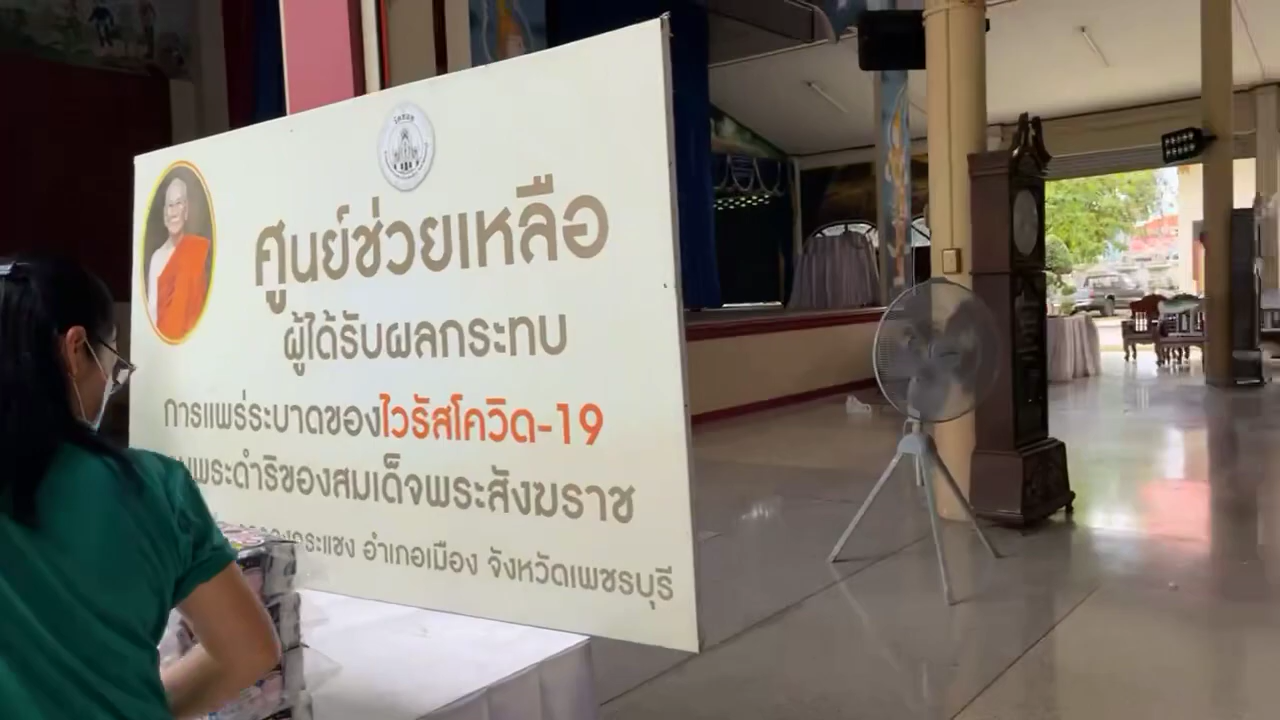 ศูนย์ช่วยเหลือ
ผู้ได้รับผลกระทบ
การแพร่ระบาดของไวรัสโควิด-19
พระดำริของสมเด็จพระสังฆราช
อำเภอเมือง จังหวัดเพชรบุรี